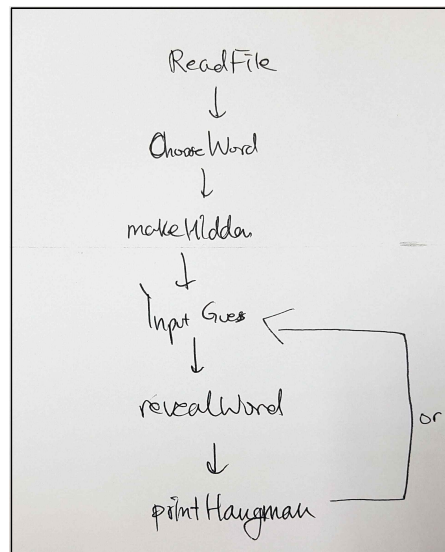 ReadFile
ChooseWord
makeHidden
Input Guess
revealWord
or
printHangman